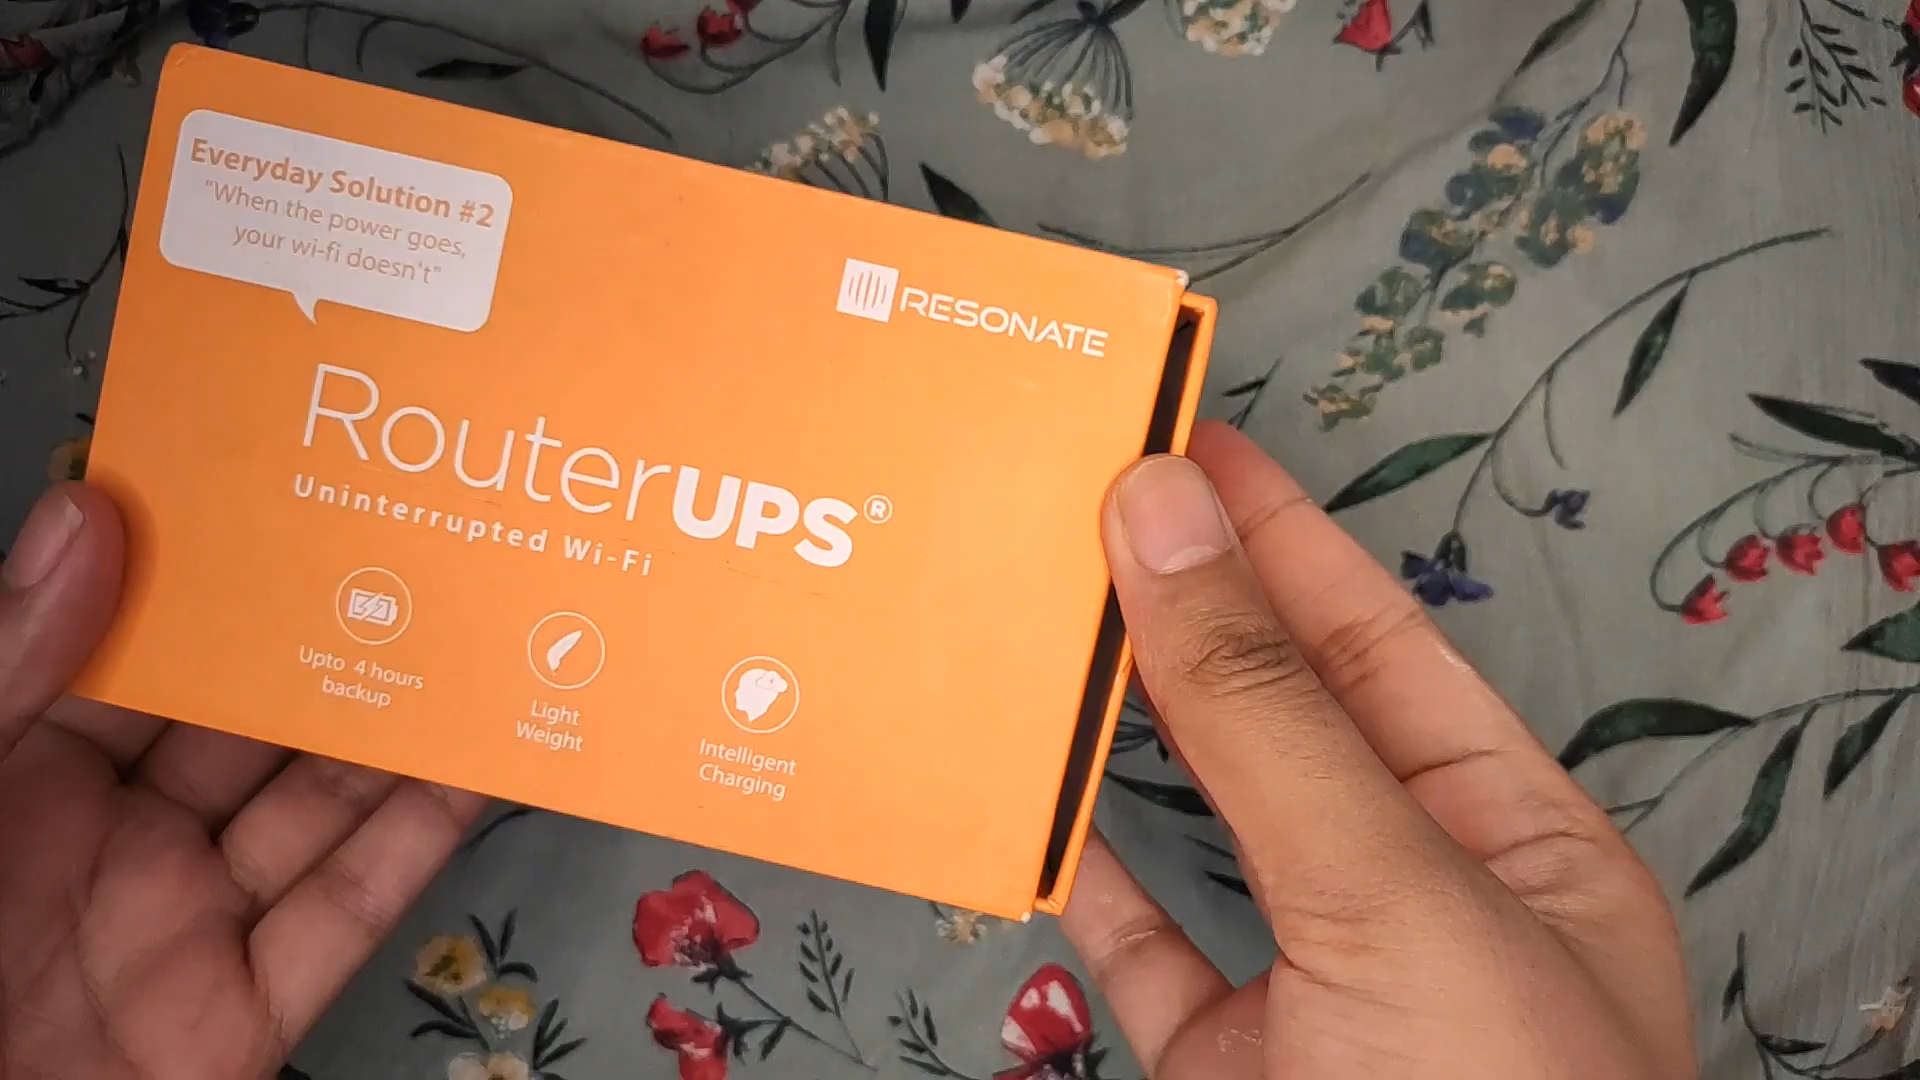 Everyday Solution #2
"When the power goes,
your wi-fi doesn't"
RESONATE
RouterUPS®
Uninterrupted Wi-Fi
Upto 4 hours
backup
Light
Weight
Intelligent
Charging